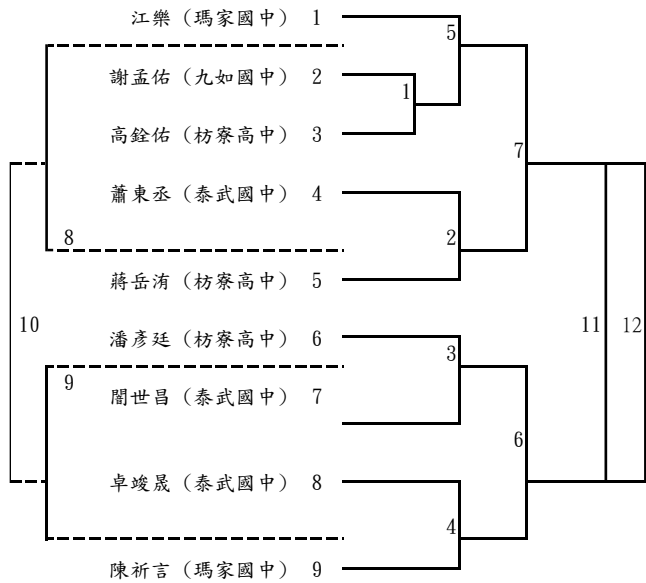 江樂（瑪家國中） 1
5
謝孟佑（九如國中） 2
1
高銓佑（枋寮高中） 3
7
蕭東丞（泰武國中） 4
8
2
蔣岳洧（枋寮高中） 5
10
11
12
潘彥廷（枋寮高中） 6
3
9
閻世昌（泰武國中） 7
6
卓竣晟（泰武國中） 8
4
陳祈言（瑪家國中） 9